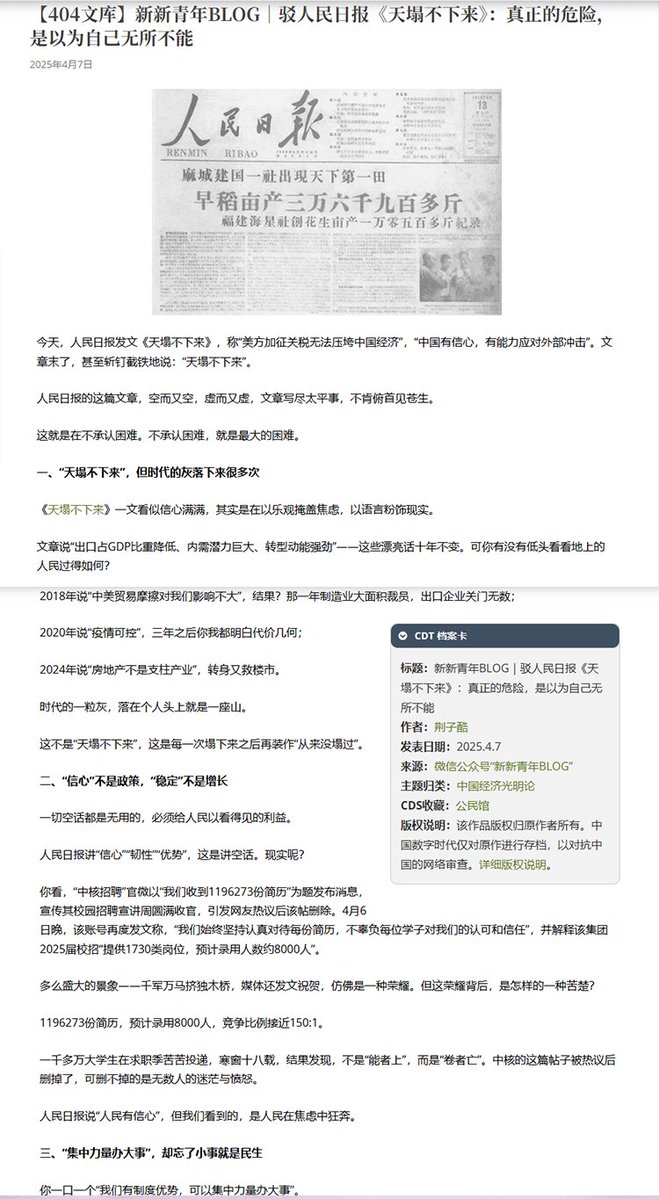 【404文库】新新青年BLOG｜驳人民日报《天塌不下来》：真正的危险，
是以为自己无所不能
2025年4月7日
人民日报
RENMIN RIBAO
13
麻城建国一社出現天下第一田
早稻亩产三万六千九百多斤
福建海星社創花生亩产一万零五百多斤紀录
今天，人民日报发文《天塌不下来》，称“美方加征关税无法压垮中国经济”，“中国有信心，有能力应对外部冲击”。文
章末了，甚至斩钉截铁地说：“天塌不下来”。
人民日报的这篇文章，空而又空，虚而又虚，文章写尽太平事，不肯俯首见苍生。
这就是在不承认困难。不承认困难，就是最大的困难。
一、“天塌不下来”，但时代的灰落下来很多次
《天塌不下来》一文看似信心满满，其实是在以乐观掩盖焦虑，以语言粉饰现实。
文章说“出口占GDP比重降低、内需潜力巨大、转型动能强劲”——这些漂亮话十年不变。可你有没有低头看看地上的
人民过得如何？
2018年说“中美贸易摩擦对我们影响不大”，结果？那一年制造业大面积裁员，出口企业关门无数；
2020年说“疫情可控”，三年之后你我都明白代价几何；
2024年说“房地产不是支柱产业”，转身又救楼市。
时代的一粒灰，落在个人头上就是一座山。
这不是“天塌不下来”，这是每一次塌下来之后再装作“从来没塌过”。
二、“信心”不是政策，“稳定”不是增长
一切空话都是无用的，必须给人民以看得见的利益。
人民日报讲“信心”“韧性”“优势”，这是讲空话。现实呢？
CDT 档案卡
标题：新新青年BLOG｜驳人民日报《天
塌不下来》：真正的危险，是以为自己无
所不能
作者：荆子酷
发表日期：2025.4.7
来源：微信公众号“新新青年BLOG”
主题归类：中国经济光明论
CDS收藏：公民馆
版权说明：该作品版权归原作者所有。中
国数字时代仅对原作进行存档，以对抗中
国的网络审查。详细版权说明。
你看，“中核招聘”官微以“我们收到1196273份简历”为题发布消息，
宣传其校园招聘宣讲周圆满收官，引发网友热议后该帖删除。4月6
日晚，该账号再度发文称，“我们始终坚持认真对待每份简历，不辜负每位学子对我们的认可和信任”，并解释该集团
2025届校招“提供1730类岗位，预计录用人数约8000人”。
多么盛大的景象——千军万马挤独木桥，媒体还发文祝贺，仿佛是一种荣耀。但这荣耀背后，是怎样的一种苦楚？
1196273份简历，预计录用8000人，竞争比例接近150:1。
一千多万大学生在求职季苦苦投递，寒窗十八载，结果发现，不是“能者上”，而是“卷者亡”。中核的这篇帖子被热议后
删掉了，可删不掉的是无数人的迷茫与愤怒。
人民日报说“人民有信心”，但我们看到的，是人民在焦虑中狂奔。
三、“集中力量办大事”，却忘了小事就是民生
你一口一个“我们有制度优势，可以集中力量办大事”。